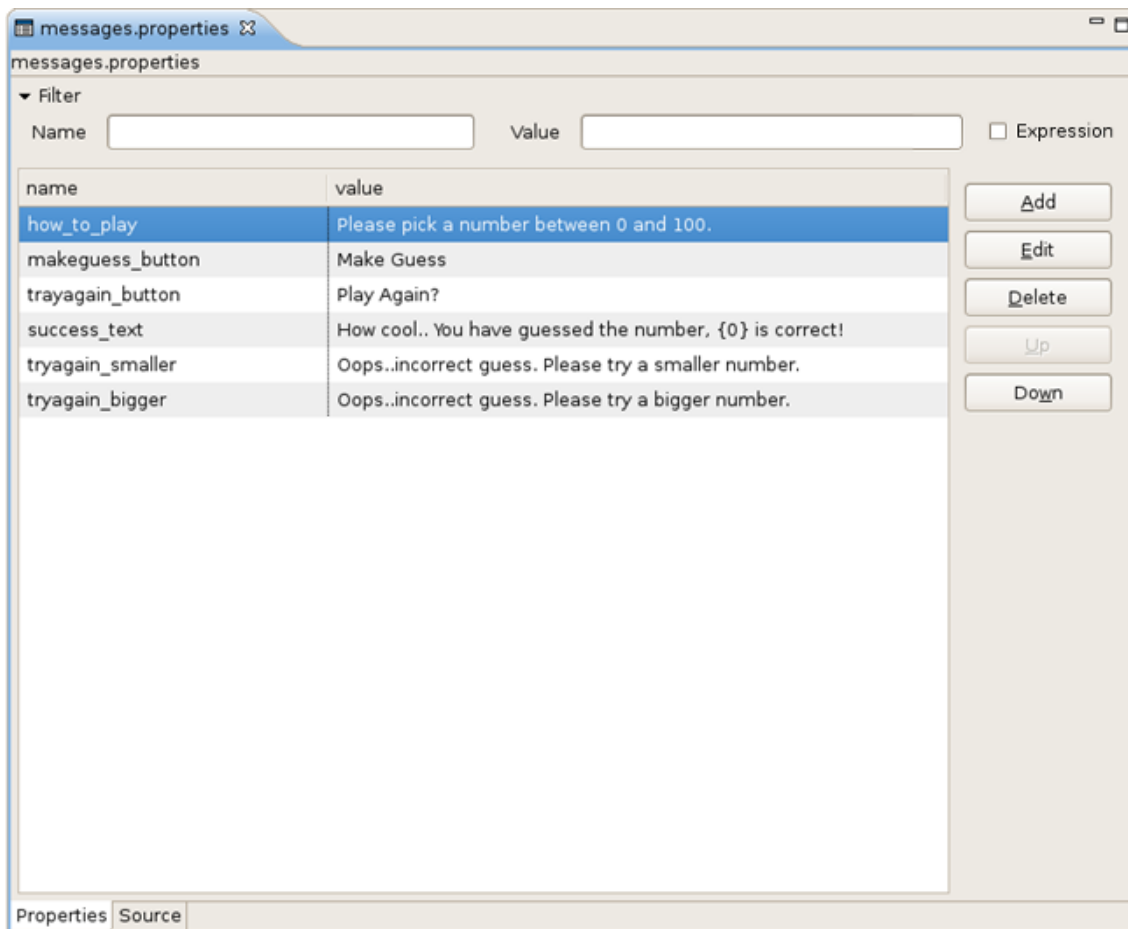 messages.properties
messages.properties
Filter
Name Value Expression
name value
how_to_play Please pick a number between 0 and 100.
makeguess_button Make Guess
trayagain_button Play Again?
success_text How cool.. You have guessed the number, {0} is correct!
tryagain_smaller Oops..incorrect guess. Please try a smaller number.
tryagain_bigger Oops..incorrect guess. Please try a bigger number.
Add
Edit
Delete
Up
Down
Properties Source